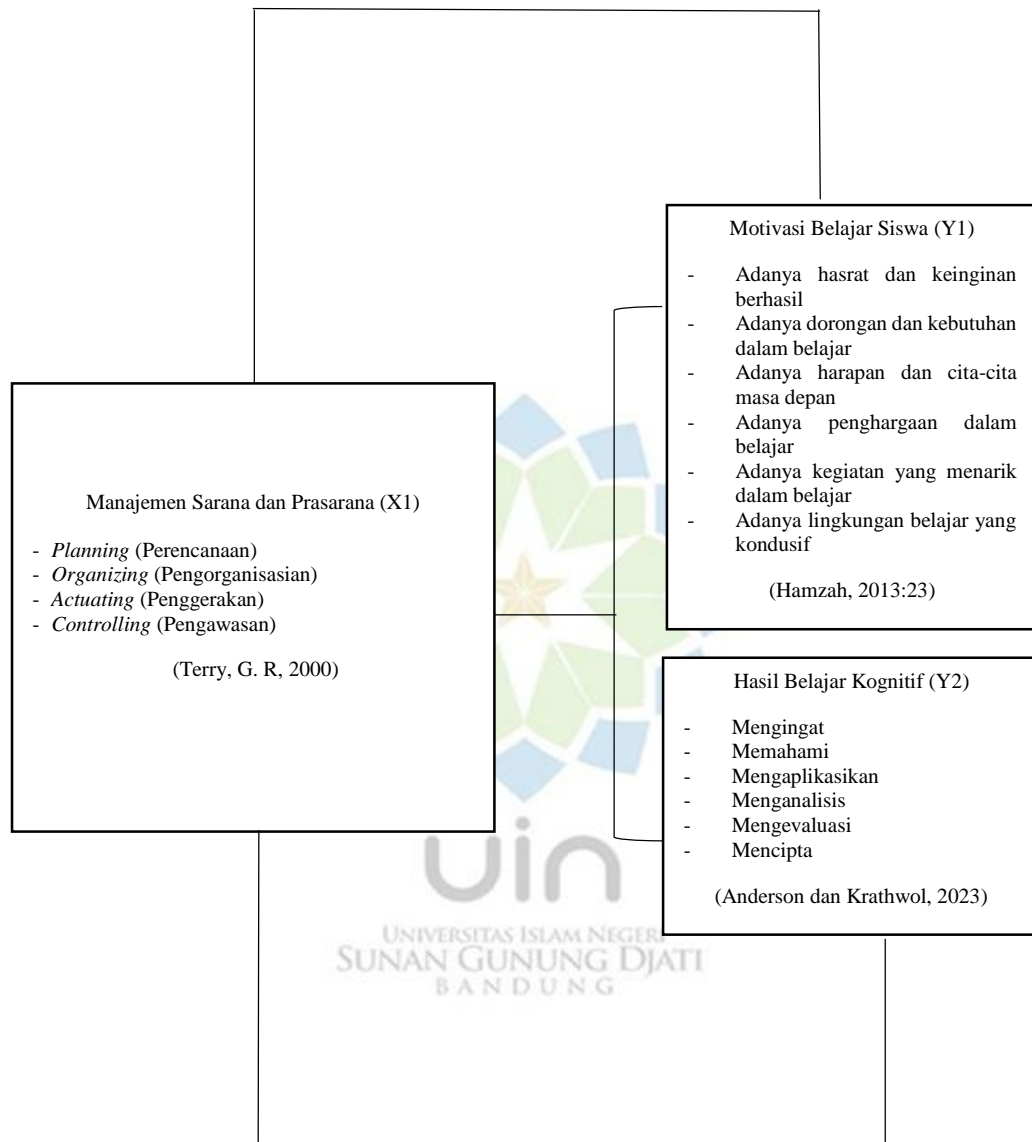 Motivasi Belajar Siswa (Y1)
- Adanya hasrat dan keinginan
berhasil
- Adanya dorongan dan kebutuhan
dalam belajar
- Adanya harapan dan cita-cita
masa depan
- Adanya penghargaan dalam
belajar
- Adanya kegiatan yang menarik
dalam belajar
- Adanya lingkungan belajar yang
kondusif
(Hamzah, 2013:23)
Manajemen Sarana dan Prasarana (X1)
- Planning (Perencanaan)
- Organizing (Pengorganisasian)
- Actuating (Penggerakan)
- Controlling (Pengawasan)
(Terry, G. R, 2000)
Hasil Belajar Kognitif (Y2)
- Mengingat
- Memahami
- Mengaplikasikan
- Menganalisis
- Mengevaluasi
- Mencipta
(Anderson dan Krathwol, 2023)
uin
UNIVERSITAS ISLAM NEGERI
SUNAN GUNUNG DJATI
BANDUNG